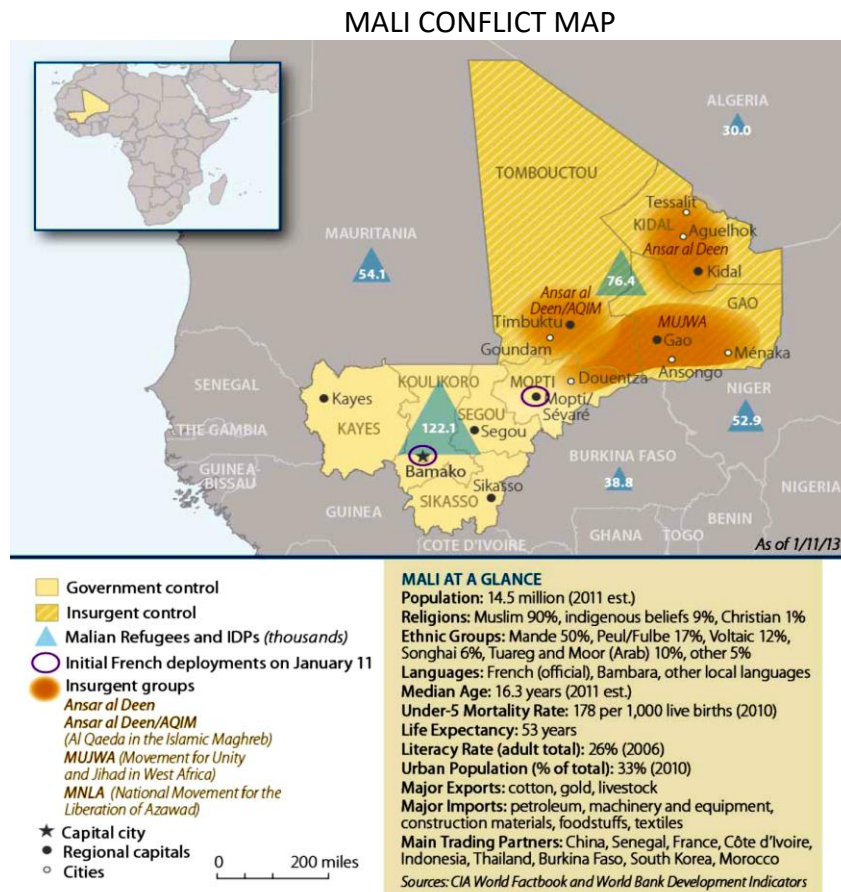 MALI CONFLICT MAP
ALGERIA
30.0
TOMBOUCTOU
Tessalit
KIDAL
Aguelhok
Ansar al Deen
Kidal
MAURITANIA
54.1
76.4
Ansar al
Deen/AQIM
GAO
Timbuktu
MUJWA
Goundam
Gao
Ménaka
Ansongo
Douentza
MOPTI
Mopti/
Sévaré
KOULIKORO
SENEGAL
Kayes
KAYES
SEGOU
Segou
122.1
NIGER
52.9
THE GAMBIA
Bamako
BURKINA FASO
38.8
GUINEA-
BISSAU
Sikasso
SIKASSO
NIGERIA
GUINEA
BENIN
GHANA
TOGO
COTE D'IVOIRE
As of 1/11/13
Government control
Insurgent control
Malian Refugees and IDPs (thousands)
Initial French deployments on January 11
Insurgent groups
Ansar al Deen
Ansar al Deen/AQIM
(Al Qaeda in the Islamic Maghreb)
MUJWA (Movement for Unity
and Jihad in West Africa)
MNLA (National Movement for the
Liberation of Azawad)
Capital city
Regional capitals
Cities
0 200 miles
MALI AT A GLANCE
Population: 14.5 million (2011 est.)
Religions: Muslim 90%, indigenous beliefs 9%, Christian 1%
Ethnic Groups: Mande 50%, Peul/Fulbe 17%, Voltaic 12%,
Songhai 6%, Tuareg and Moor (Arab) 10%, other 5%
Languages: French (official), Bambara, other local languages
Median Age: 16.3 years (2011 est.)
Under-5 Mortality Rate: 178 per 1,000 live births (2010)
Life Expectancy: 53 years
Literacy Rate (adult total): 26% (2006)
Urban Population (% of total): 33% (2010)
Major Exports: cotton, gold, livestock
Major Imports: petroleum, machinery and equipment,
construction materials, foodstuffs, textiles
Main Trading Partners: China, Senegal, France, Côte d'Ivoire,
Indonesia, Thailand, Burkina Faso, South Korea, Morocco
Sources: CIA World Factbook and World Bank Development Indicators